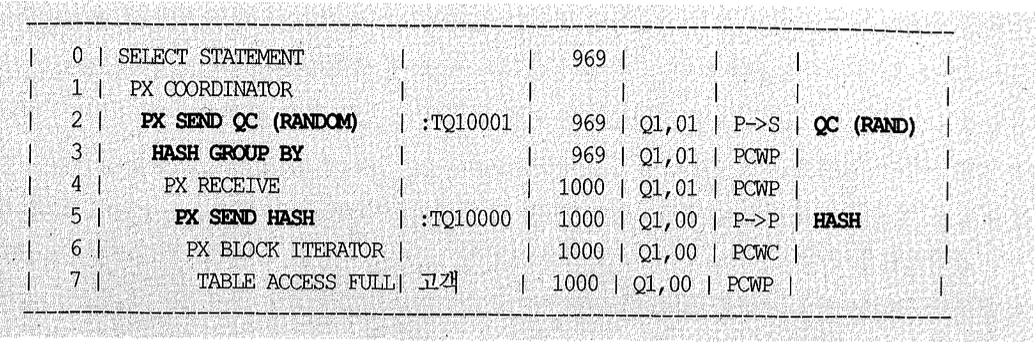 | 0 | SELECT STATEMENT | | 969 | | | |
| 1 | PX COORDINATOR | | | | | |
| 2 | PX SEND QC (RANDOM) | :TQ10001 | 969 | Q1,01 | P->S | QC (RAND) |
| 3 | HASH GROUP BY | | 969 | Q1,01 | PCWP | |
| 4 | PX RECEIVE | | 1000 | Q1,01 | PCWP | |
| 5 | PX SEND HASH | :TQ10000 | 1000 | Q1,00 | P->P | HASH |
| 6 | PX BLOCK ITERATOR | | 1000 | Q1,00 | PCWC | |
| 7 | TABLE ACCESS FULL| 고객 | 1000 | Q1,00 | PCWP | |